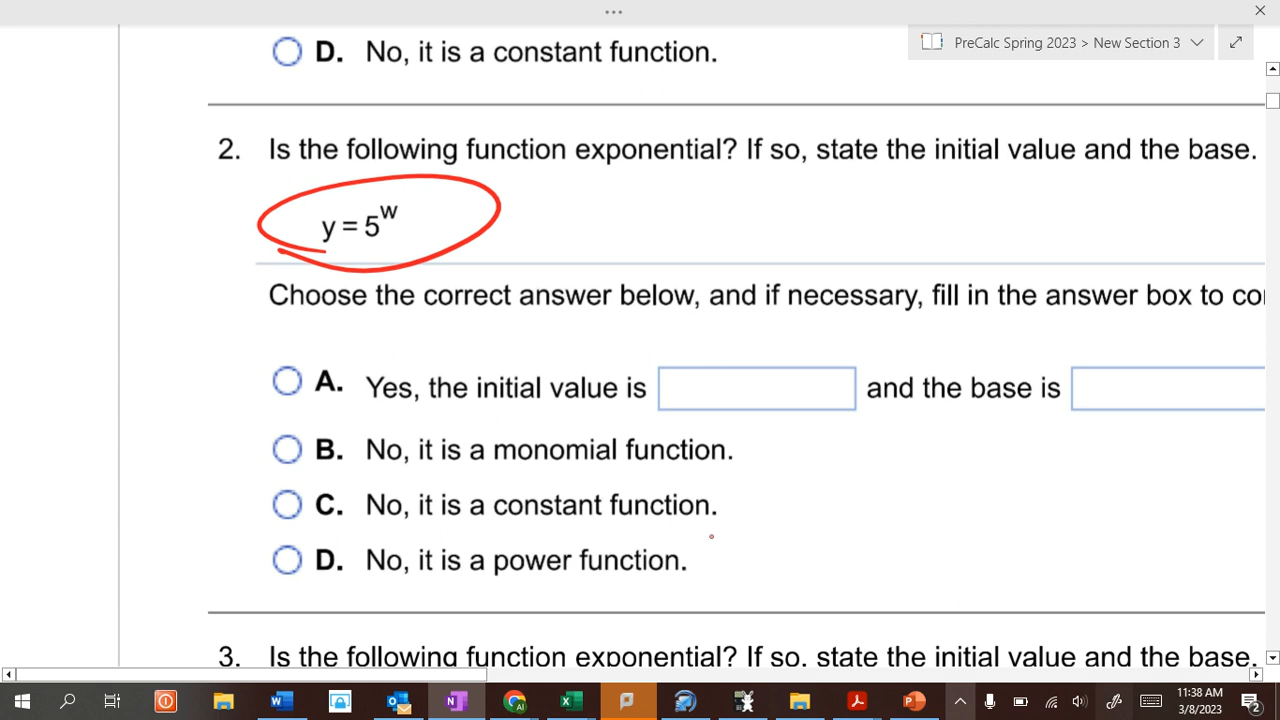 PreCalc Spring 2023 > New Section 3
D. No, it is a constant function.
2. Is the following function exponential? If so, state the initial value and the base.
y = 5^w
Choose the correct answer below, and if necessary, fill in the answer box to co
A. Yes, the initial value is and the base is
B. No, it is a monomial function.
C. No, it is a constant function.
D. No, it is a power function.
3. Is the following function exponential? If so, state the initial value and the base.
11:38 AM
3/8/2023
2